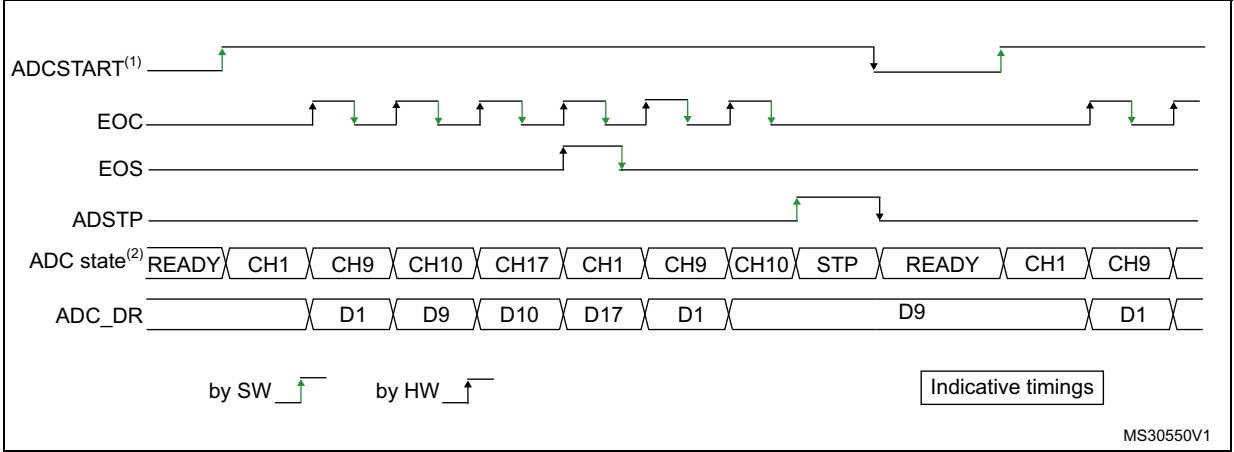 ADCSTART(1)
EOC
EOS
ADSTP
ADC state(2) READY CH1 CH9 CH10 CH17 CH1 CH9 CH10 STP READY CH1 CH9
ADC_DR D1 D9 D10 D17 D1 D9 D1
by SW by HW Indicative timings
MS30550V1